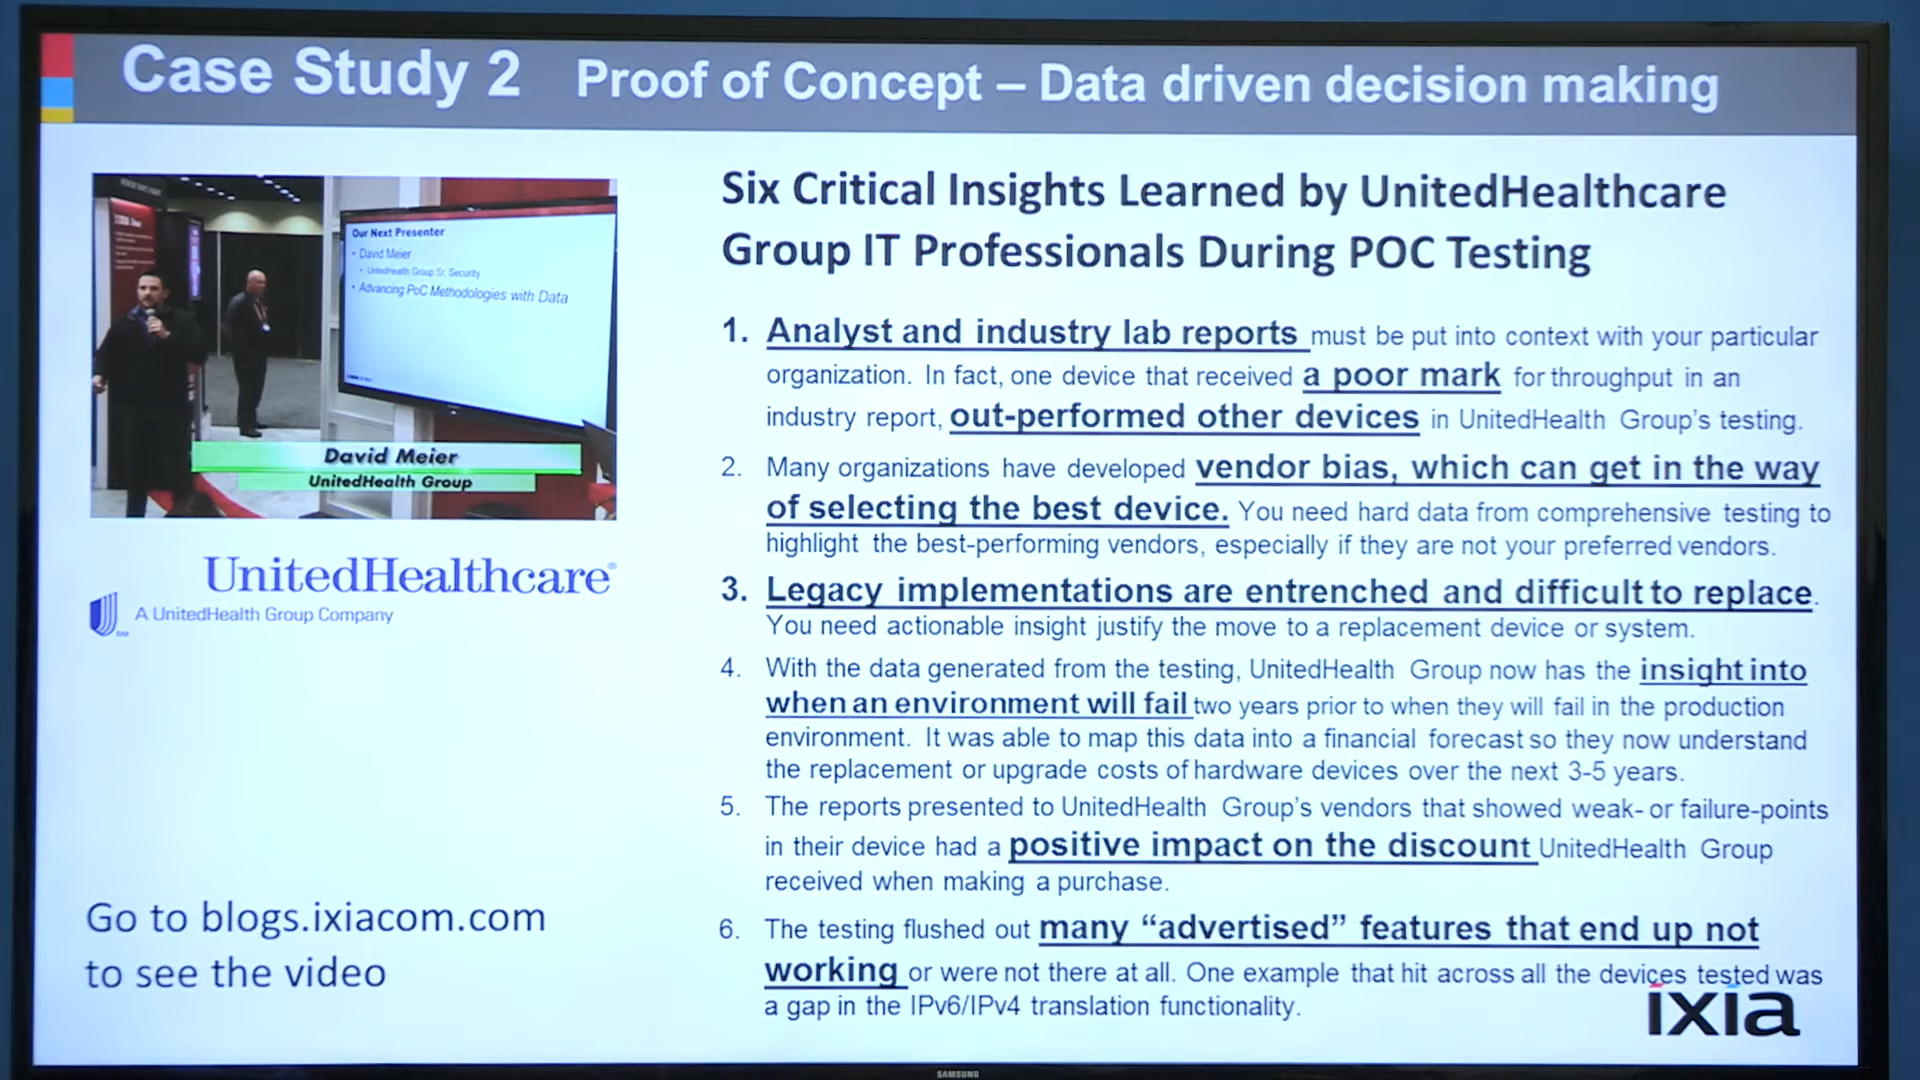 Case Study 2 Proof of Concept – Data driven decision making
Our Next Presenter
• David Meier
• UnitedHealth Group Sr. Security
• Advancing PoC Methodologies with Data
David Meier
UnitedHealth Group
UnitedHealthcare®
A UnitedHealth Group Company
SM
Go to blogs.ixiacom.com
to see the video
Six Critical Insights Learned by UnitedHealthcare
Group IT Professionals During POC Testing
1. Analyst and industry lab reports must be put into context with your particular
organization. In fact, one device that received a poor mark for throughput in an
industry report, out-performed other devices in UnitedHealth Group's testing.
2. Many organizations have developed vendor bias, which can get in the way
of selecting the best device. You need hard data from comprehensive testing to
highlight the best-performing vendors, especially if they are not your preferred vendors.
3. Legacy implementations are entrenched and difficult to replace.
You need actionable insight justify the move to a replacement device or system.
4. With the data generated from the testing, UnitedHealth Group now has the insight into
when an environment will fail two years prior to when they will fail in the production
environment. It was able to map this data into a financial forecast so they now understand
the replacement or upgrade costs of hardware devices over the next 3-5 years.
5. The reports presented to UnitedHealth Group's vendors that showed weak- or failure-points
in their device had a positive impact on the discount UnitedHealth Group
received when making a purchase.
6. The testing flushed out many “advertised” features that end up not
working or were not there at all. One example that hit across all the devices tested was
a gap in the IPv6/IPv4 translation functionality.
ixia
SAMSUNG